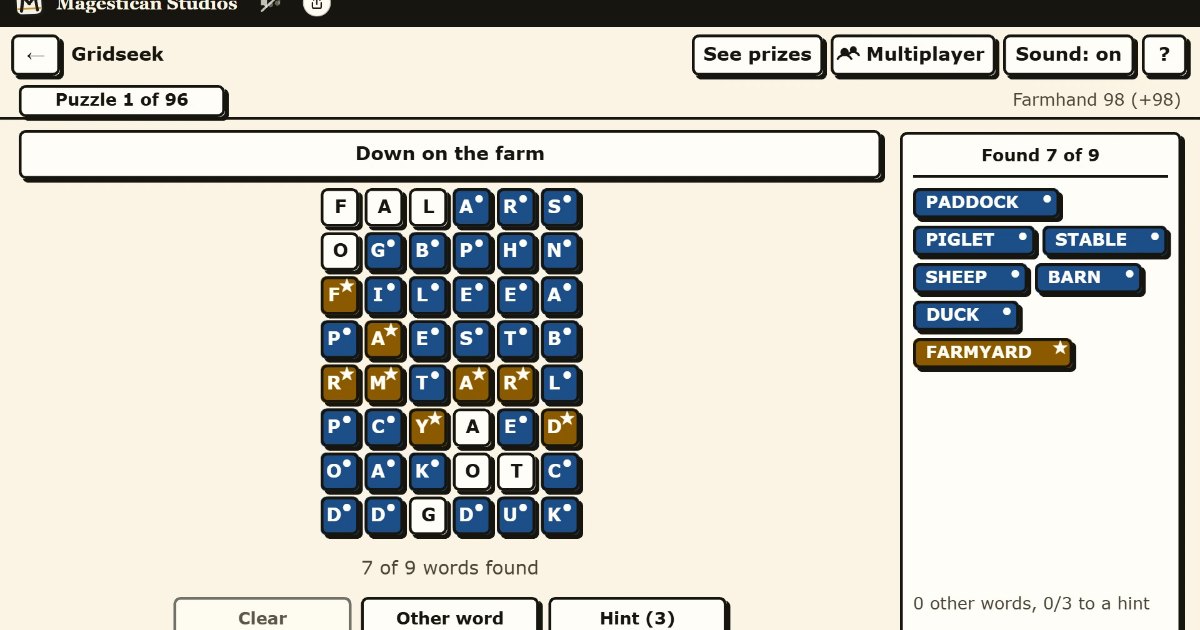 Magestican Studios
← Gridseek
See prizes
Multiplayer
Sound: on
?
Puzzle 1 of 96
Farmhand 98 (+98)
Down on the farm
Found 7 of 9
F A L A R S
O G B P H N
F I L E E A
P A E S T B
R M T A R L
P C Y A E D
O A K O T C
D D G D U K
PADDOCK
PIGLET STABLE
SHEEP BARN
DUCK
FARMYARD
7 of 9 words found
0 other words, 0/3 to a hint
Clear
Other word
Hint (3)